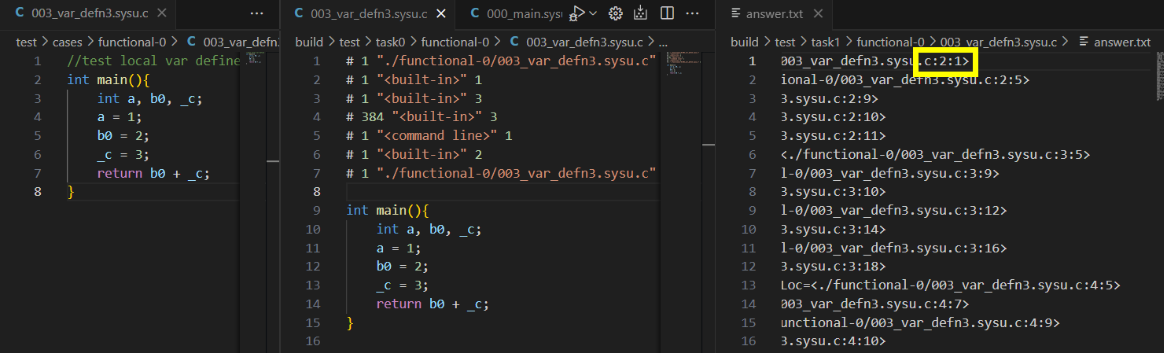 003_var_defn3.sysu.c
test > cases > functional-0 > C 003_var_defn3.
1 //test local var define
2 int main(){
3 int a, b0, _c;
4 a = 1;
5 b0 = 2;
6 _c = 3;
7 return b0 + _c;
8 }
003_var_defn3.sysu.c
000_main.sysu
build > test > task0 > functional-0 > C 003_var_defn3.sysu.c > ...
1 # 1 "./functional-0/003_var_defn3.sysu.c"
2 # 1 "<built-in>" 1
3 # 1 "<built-in>" 3
4 # 384 "<built-in>" 3
5 # 1 "<command line>" 1
6 # 1 "<built-in>" 2
7 # 1 "./functional-0/003_var_defn3.sysu.c"
8
9 int main(){
10 int a, b0, _c;
11 a = 1;
12 b0 = 2;
13 _c = 3;
14 return b0 + _c;
15 }
16
answer.txt
build > test > task1 > functional-0 > 003_var_defn3.sysu.c > answer.txt
1 003_var_defn3.sysu.c:2:1>
2 ional-0/003_var_defn3.sysu.c:2:5>
3 3.sysu.c:2:9>
4 3.sysu.c:2:10>
5 3.sysu.c:2:11>
6 <./functional-0/003_var_defn3.sysu.c:3:5>
7 l-0/003_var_defn3.sysu.c:3:9>
8 3.sysu.c:3:10>
9 l-0/003_var_defn3.sysu.c:3:12>
10 3.sysu.c:3:14>
11 l-0/003_var_defn3.sysu.c:3:16>
12 3.sysu.c:3:18>
13 Loc=<./functional-0/003_var_defn3.sysu.c:4:5>
14 003_var_defn3.sysu.c:4:7>
15 unctional-0/003_var_defn3.sysu.c:4:9>
16 3.sysu.c:4:10>